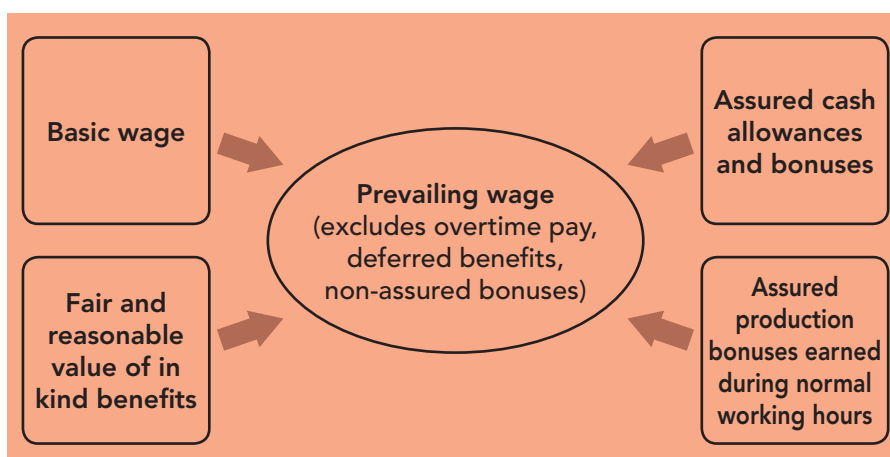 Basic wage
Assured cash
allowances
and bonuses
Prevailing wage
(excludes overtime pay,
deferred benefits,
non-assured bonuses)
Fair and
reasonable
value of in
kind benefits
Assured
production
bonuses earned
during normal
working hours